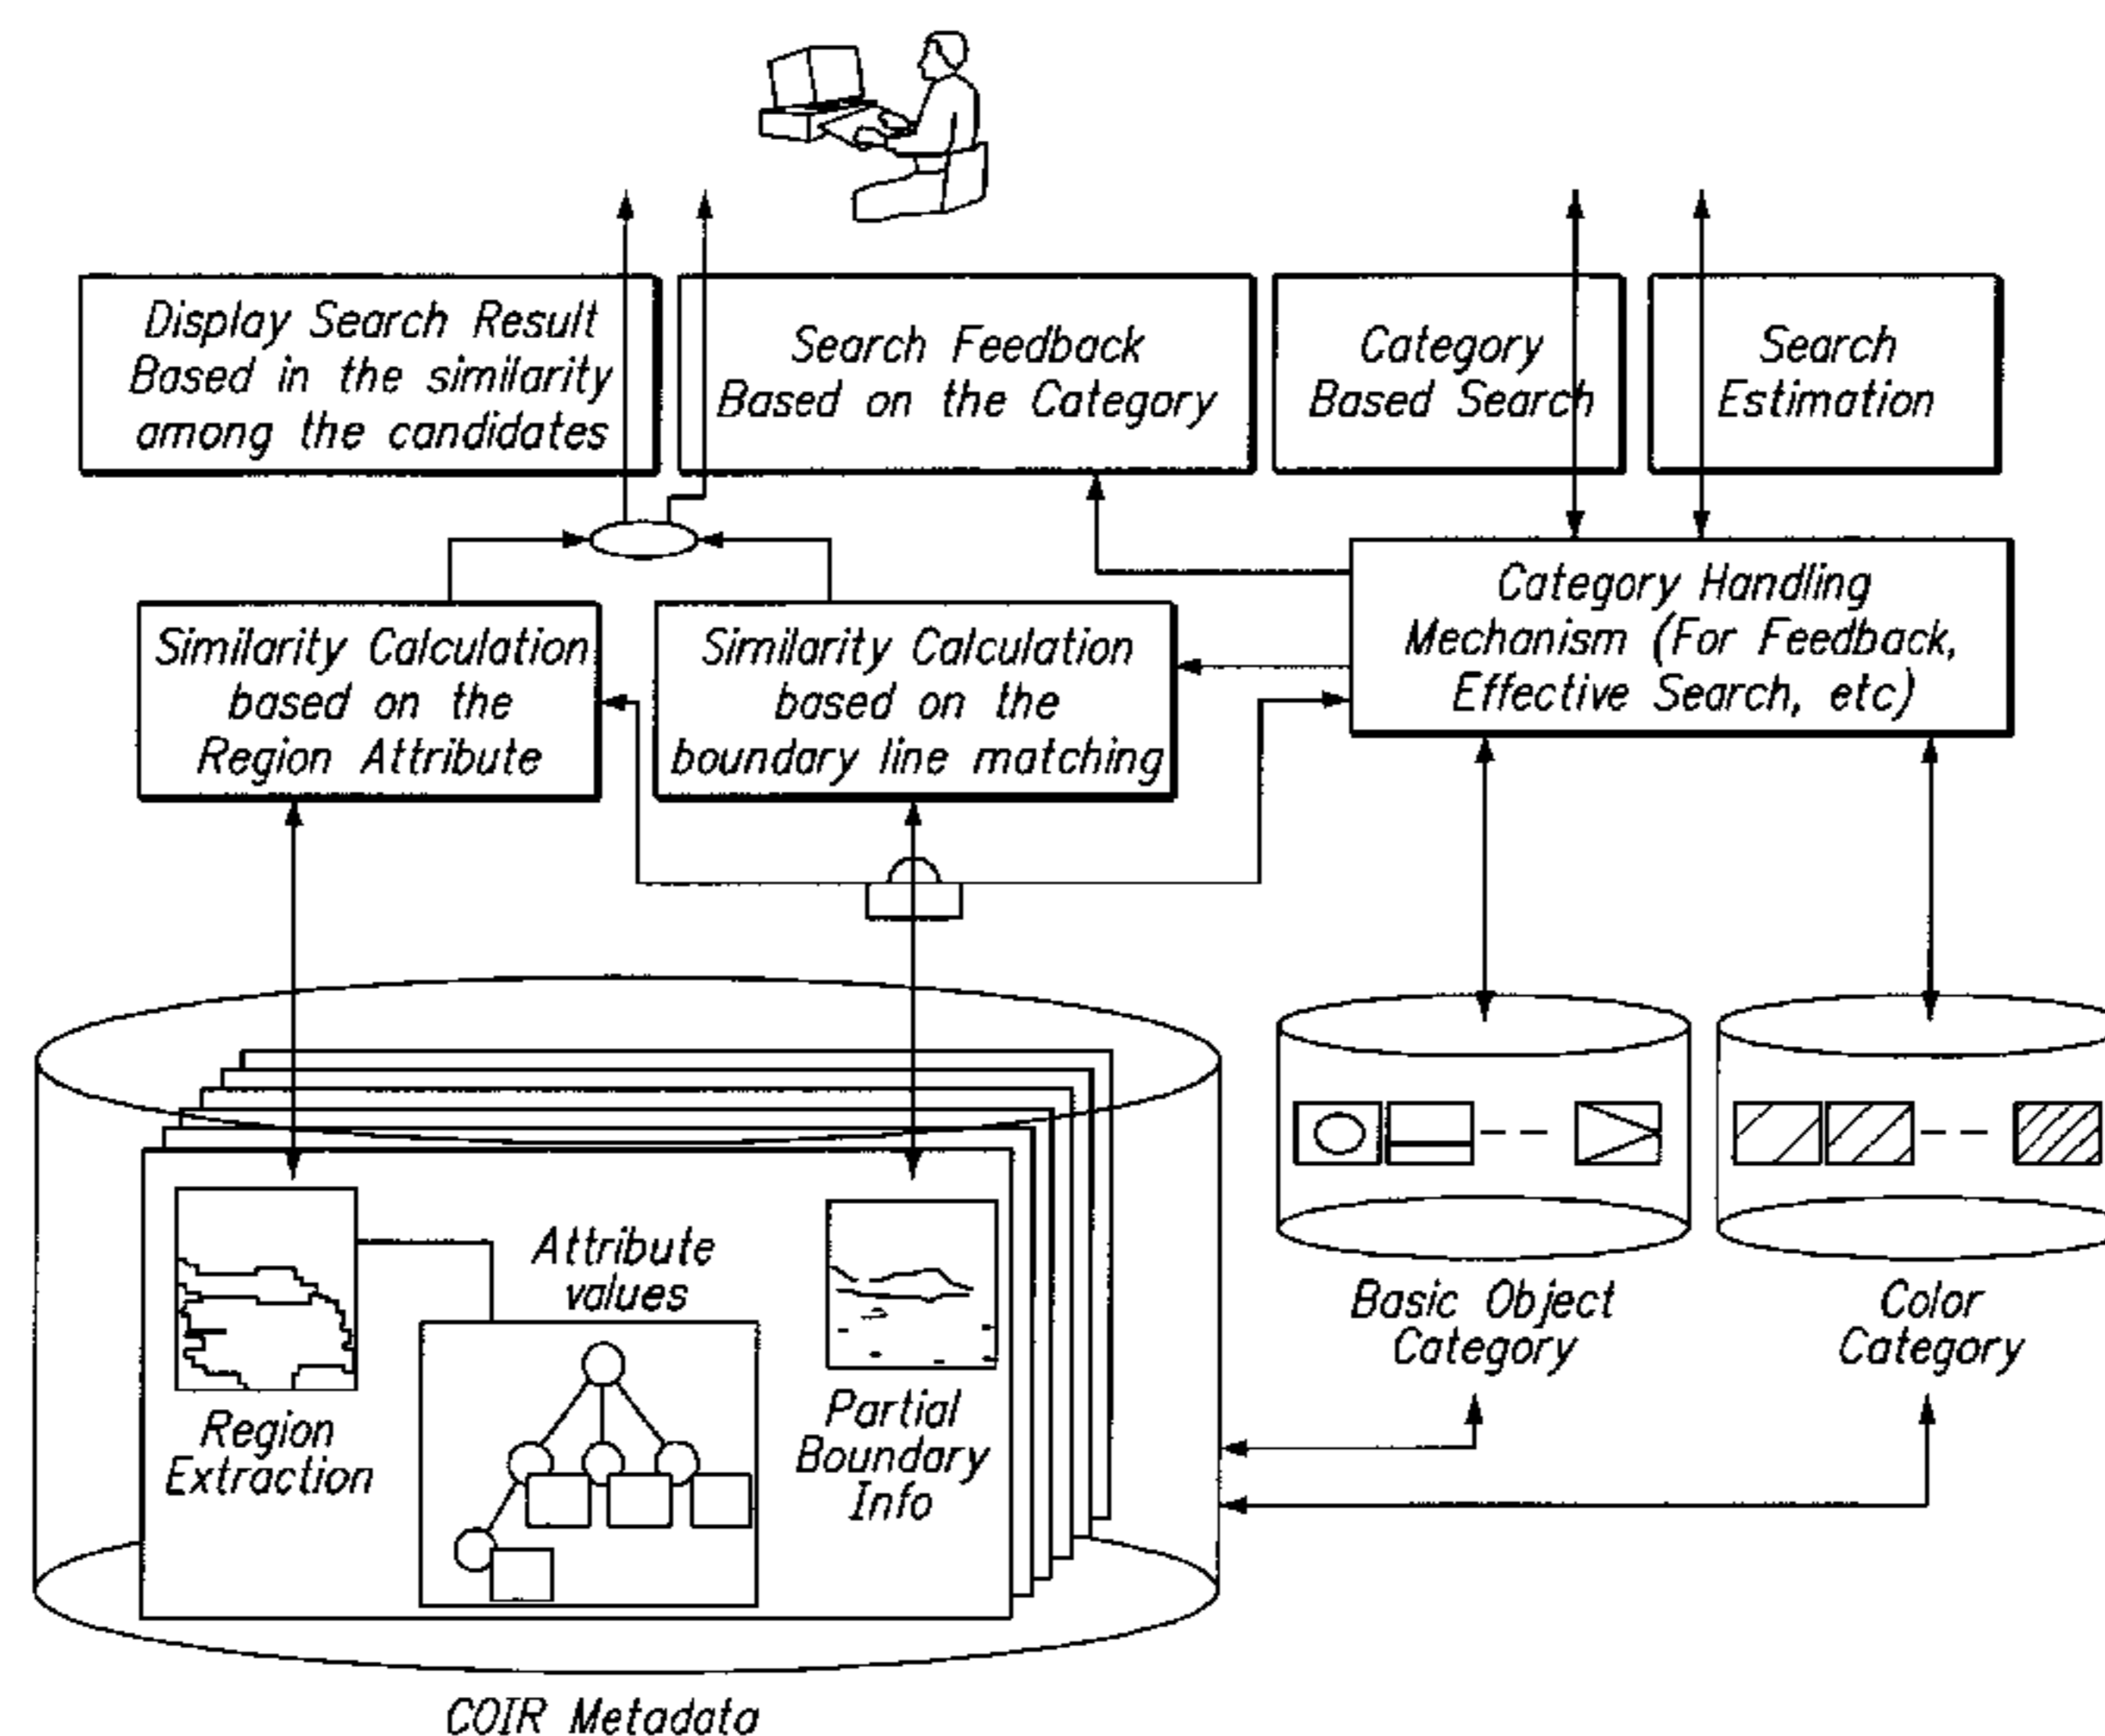 Display Search Result
Based in the similarity
among the candidates
Search Feedback
Based on the Category
Category
Based Search
Search
Estimation
Similarity Calculation
based on the
Region Attribute
Similarity Calculation
based on the
boundary line matching
Category Handling
Mechanism (For Feedback,
Effective Search, etc)
Attribute
values
Region
Extraction
Partial
Boundary
Info
Basic Object
Category
Color
Category
COIR Metadata